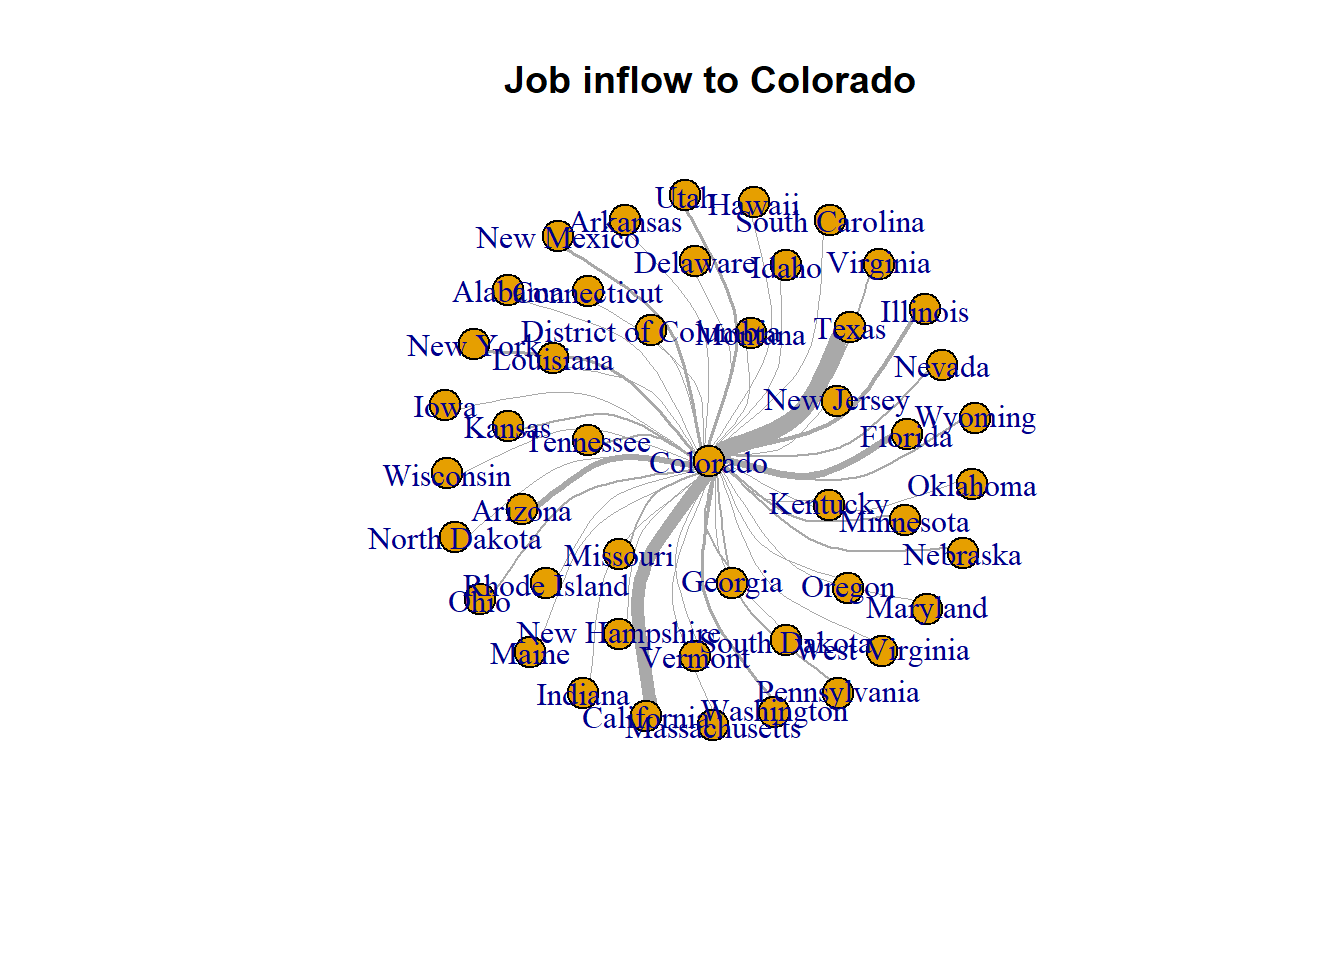 Job inflow to Colorado
Utah
Hawaii
Arkansas
South Carolina
New Mexico
Delaware
Idaho
Virginia
Alabama
Connecticut
Illinois
District of Columbia
Montana
Texas
New York
Louisiana
Nevada
New Jersey
Iowa
Wyoming
Kansas
Tennessee
Florida
Colorado
Wisconsin
Oklahoma
Kentucky
Arizona
Minnesota
North Dakota
Missouri
Nebraska
Rhode Island
Georgia
Oregon
Ohio
Maryland
New Hampshire
South Dakota
West Virginia
Maine
Vermont
Indiana
Pennsylvania
California
Washington
Massachusetts